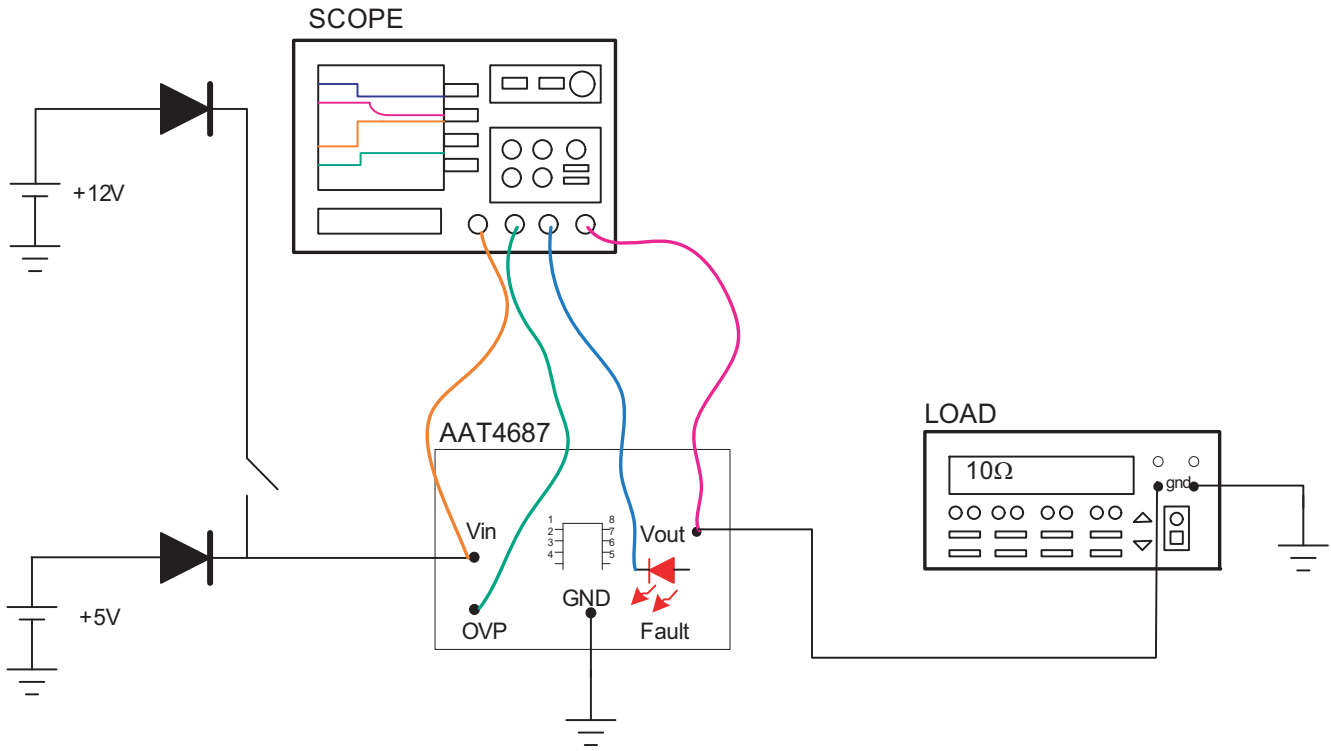 SCOPE
+12V
AAT4687
LOAD
10Ω
gnd
Vin
1
2
3
4
8
7
6
5
Vout
+5V
OVP
GND
Fault